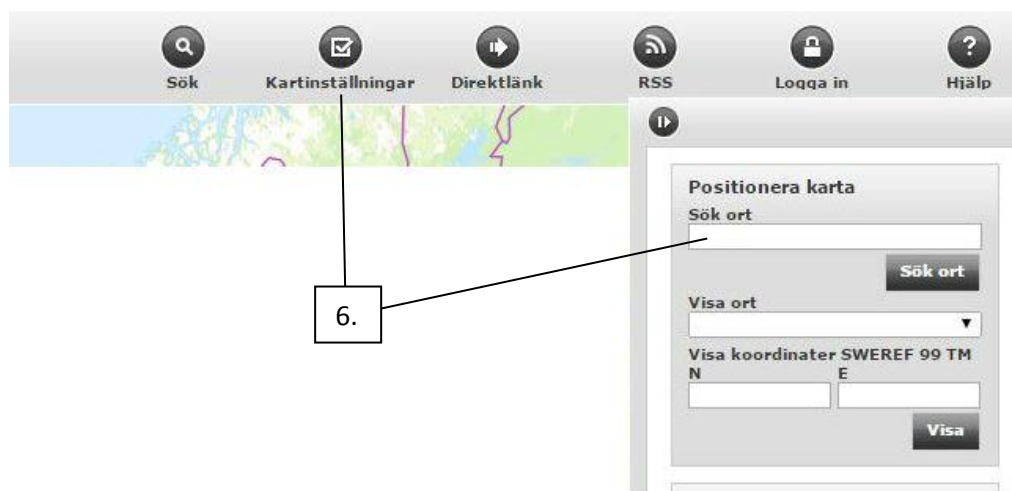 Sök Kartinställningar Direktlänk RSS Logga in Hjälp
Positionera karta
Sök ort
Sök ort
6.
Visa ort
Visa koordinater SWEREF 99 TM
N E
Visa